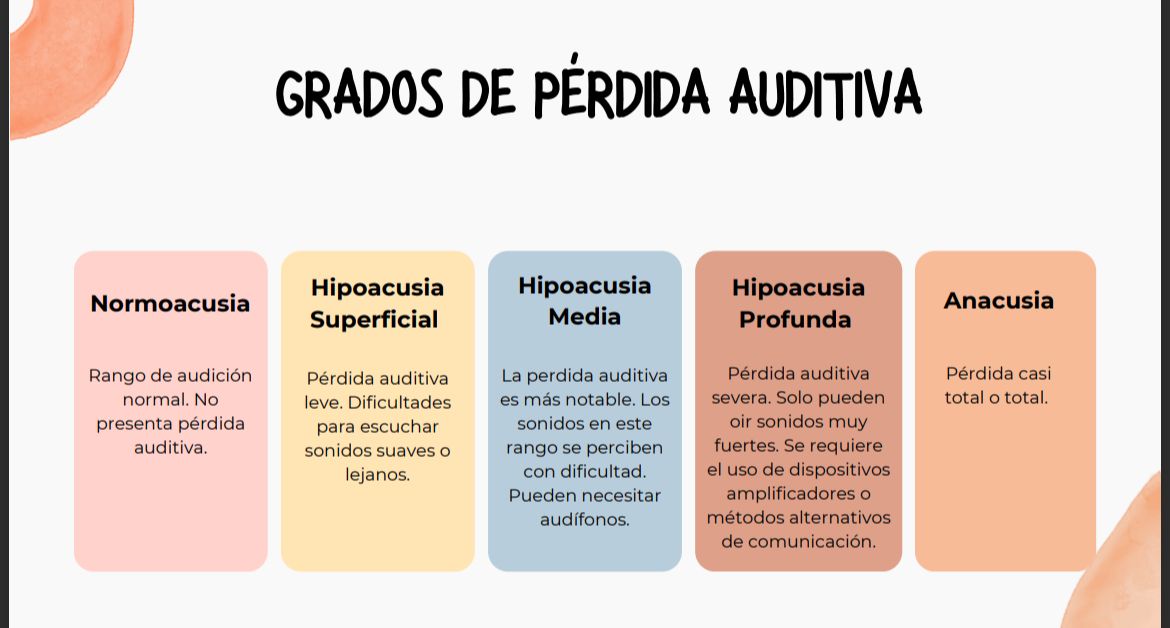 GRADOS DE PÉRDIDA AUDITIVA
Normoacusia
Rango de audición
normal. No
presenta pérdida
auditiva.
Hipoacusia
Superficial
Pérdida auditiva
leve. Dificultades
para escuchar
sonidos suaves o
lejanos.
Hipoacusia
Media
La perdida auditiva
es más notable. Los
sonidos en este
rango se perciben
con dificultad.
Pueden necesitar
audífonos.
Hipoacusia
Profunda
Pérdida auditiva
severa. Solo pueden
oir sonidos muy
fuertes. Se requiere
el uso de dispositivos
amplificadores o
métodos alternativos
de comunicación.
Anacusia
Pérdida casi
total o total.